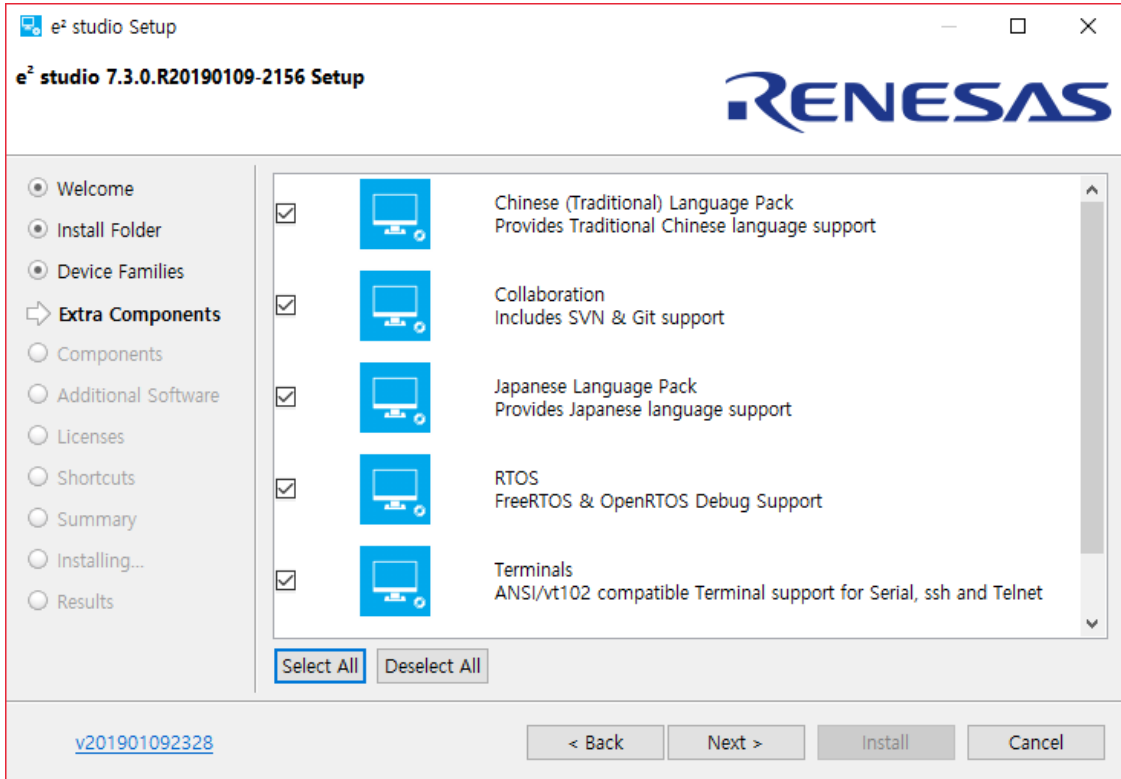 e² studio Setup
e² studio 7.3.0.R20190109-2156 Setup
RENESAS
Welcome
Install Folder
Device Families
Extra Components
Components
Additional Software
Licenses
Shortcuts
Summary
Installing...
Results
Chinese (Traditional) Language Pack
Provides Traditional Chinese language support
Collaboration
Includes SVN & Git support
Japanese Language Pack
Provides Japanese language support
RTOS
FreeRTOS & OpenRTOS Debug Support
Terminals
ANSI/vt102 compatible Terminal support for Serial, ssh and Telnet
Select All
Deselect All
v201901092328
< Back
Next >
Install
Cancel